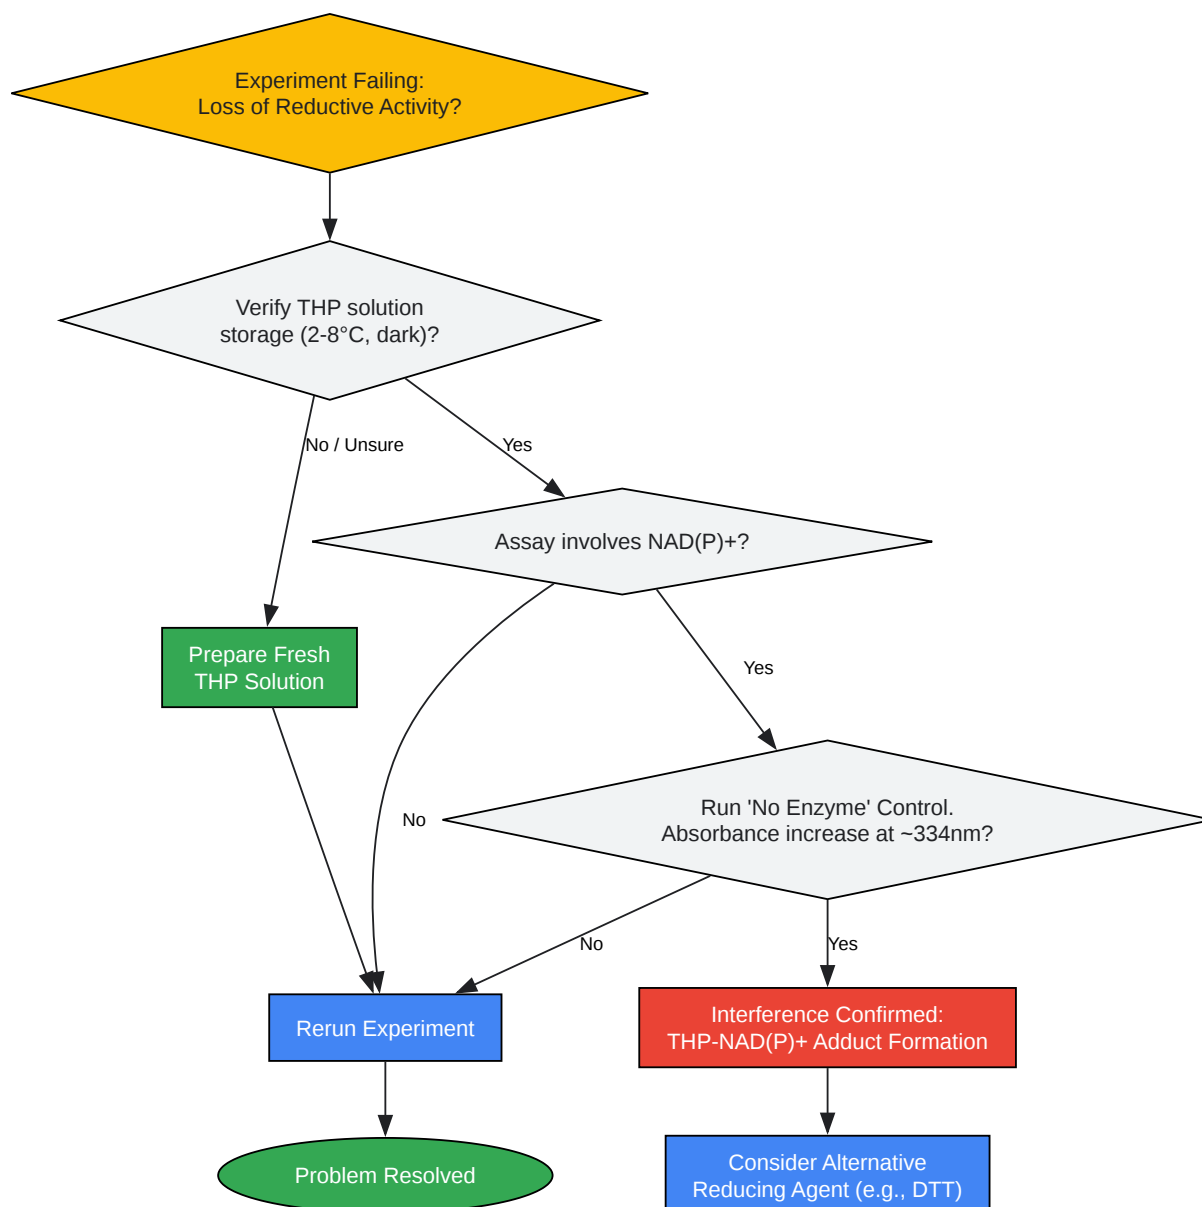 Experiment Failing:
Loss of Reductive Activity?
Verify THP solution
storage (2-8°C, dark)?
No / Unsure
Yes
Assay involves NAD(P)+?
Prepare Fresh
THP Solution
Yes
No
Run 'No Enzyme' Control.
Absorbance increase at ~334nm?
No
Yes
Rerun Experiment
Interference Confirmed:
THP-NAD(P)+ Adduct Formation
Problem Resolved
Consider Alternative
Reducing Agent (e.g., DTT)